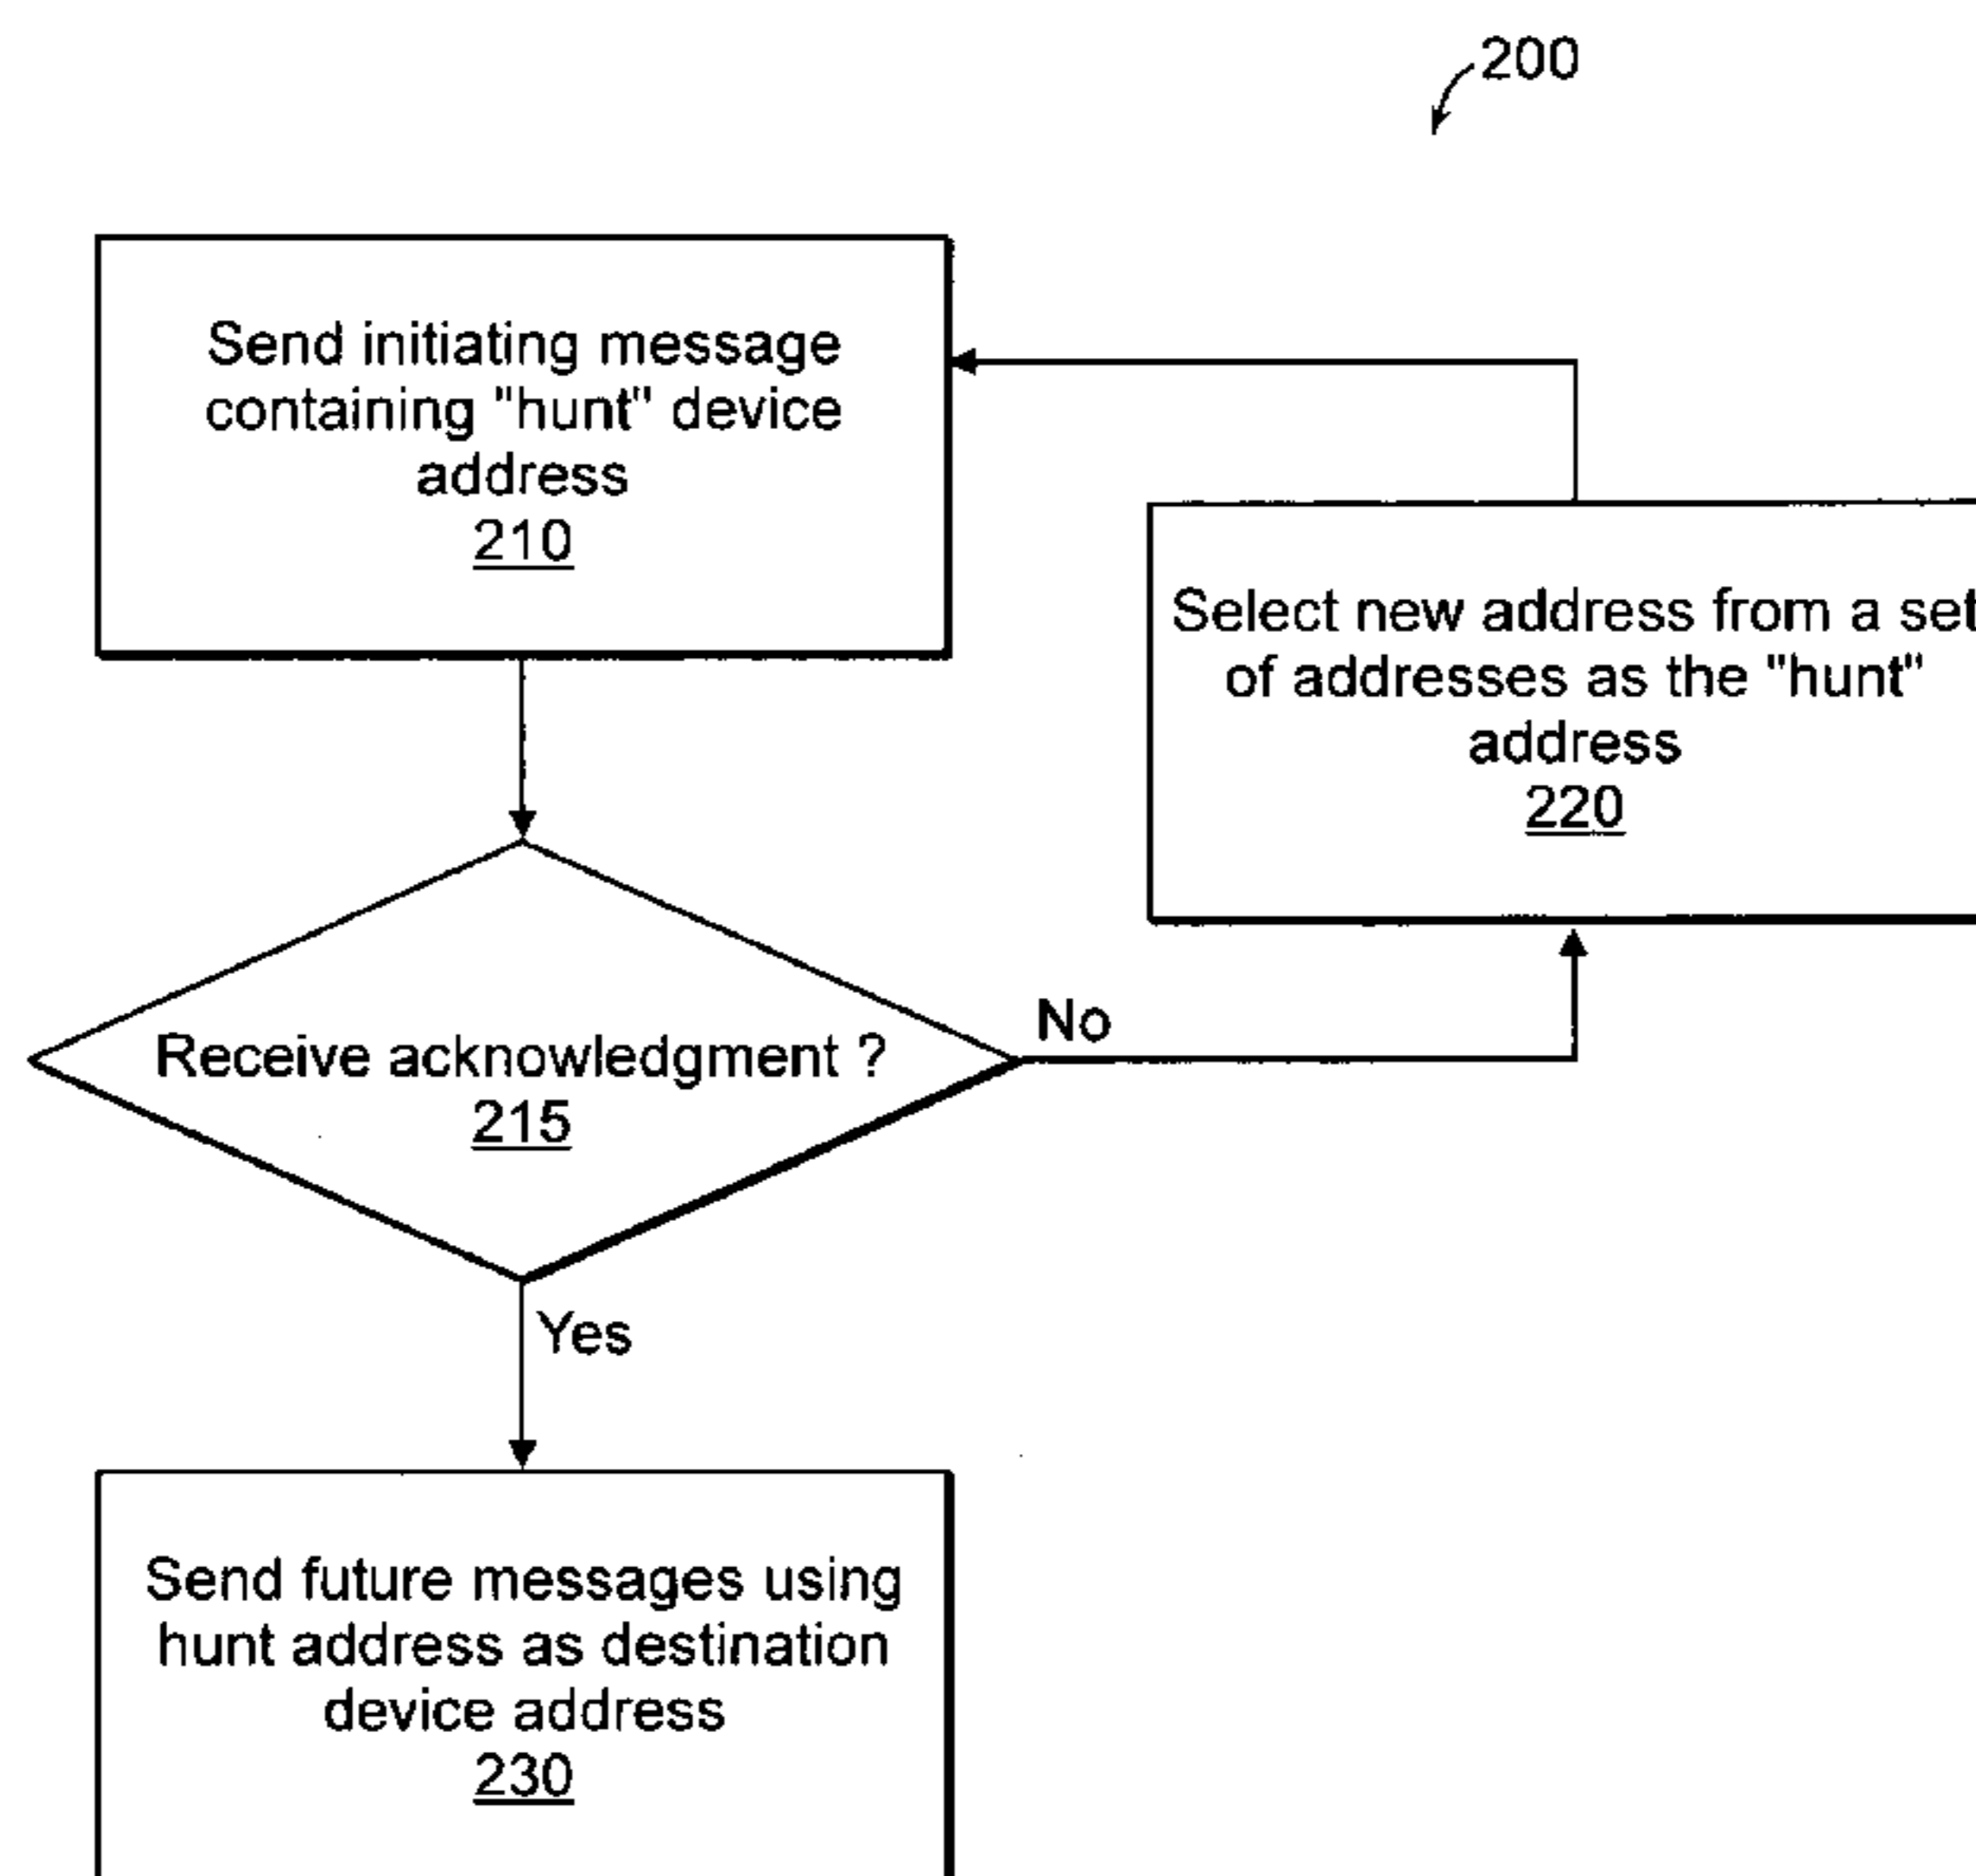 200
Send initiating message
containing "hunt" device
address
210
Select new address from a set
of addresses as the "hunt"
address
220
Receive acknowledgment ?
215
No
Yes
Send future messages using
hunt address as destination
device address
230